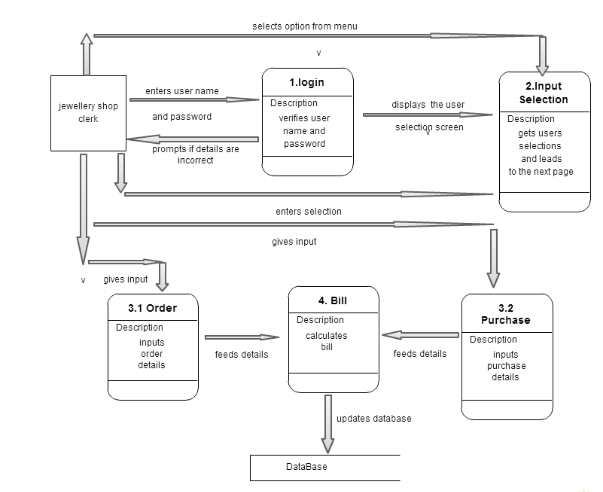 selects option from menu
v
jewellery shop
clerk
enters user name
and password
prompts if details are
incorrect
1.login
Description
verifies user
name and
password
displays the user
selection screen
v
2.Input
Selection
Description
gets users
selections
and leads
to the next page
enters selection
gives input
v
gives input
3.1 Order
Description
inputs
order
details
feeds details
4. Bill
Description
calculates
bill
feeds details
3.2
Purchase
Description
inputs
purchase
details
updates database
DataBase